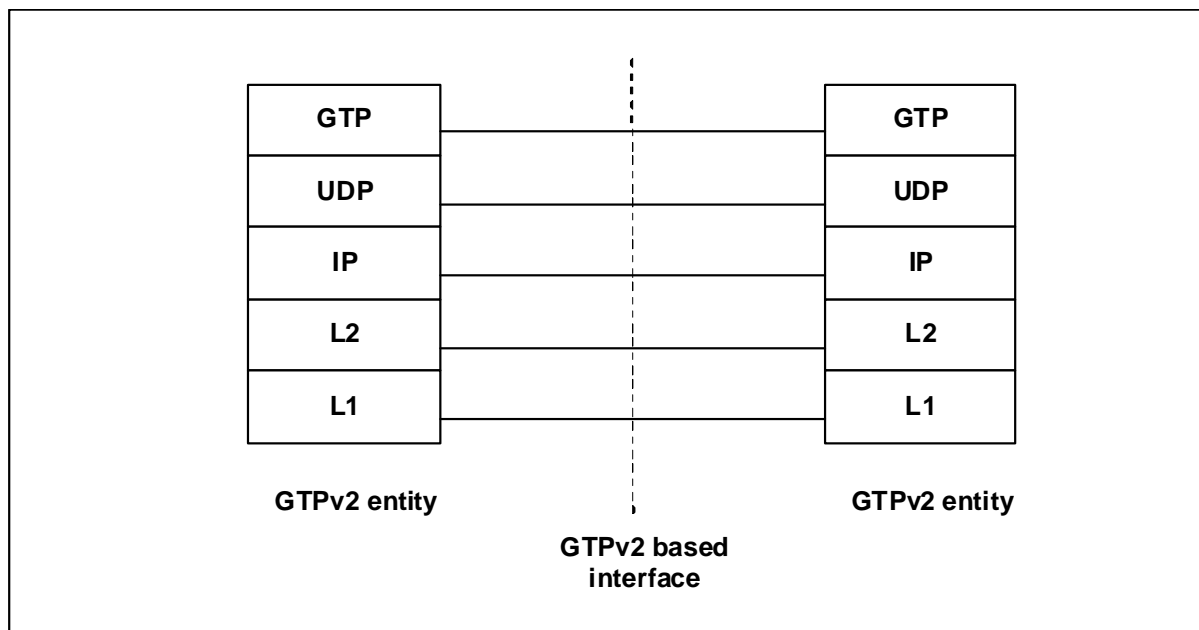 GTP
GTP
UDP
UDP
IP
IP
L2
L2
L1
L1
GTPv2 entity
GTPv2 entity
GTPv2 based
interface